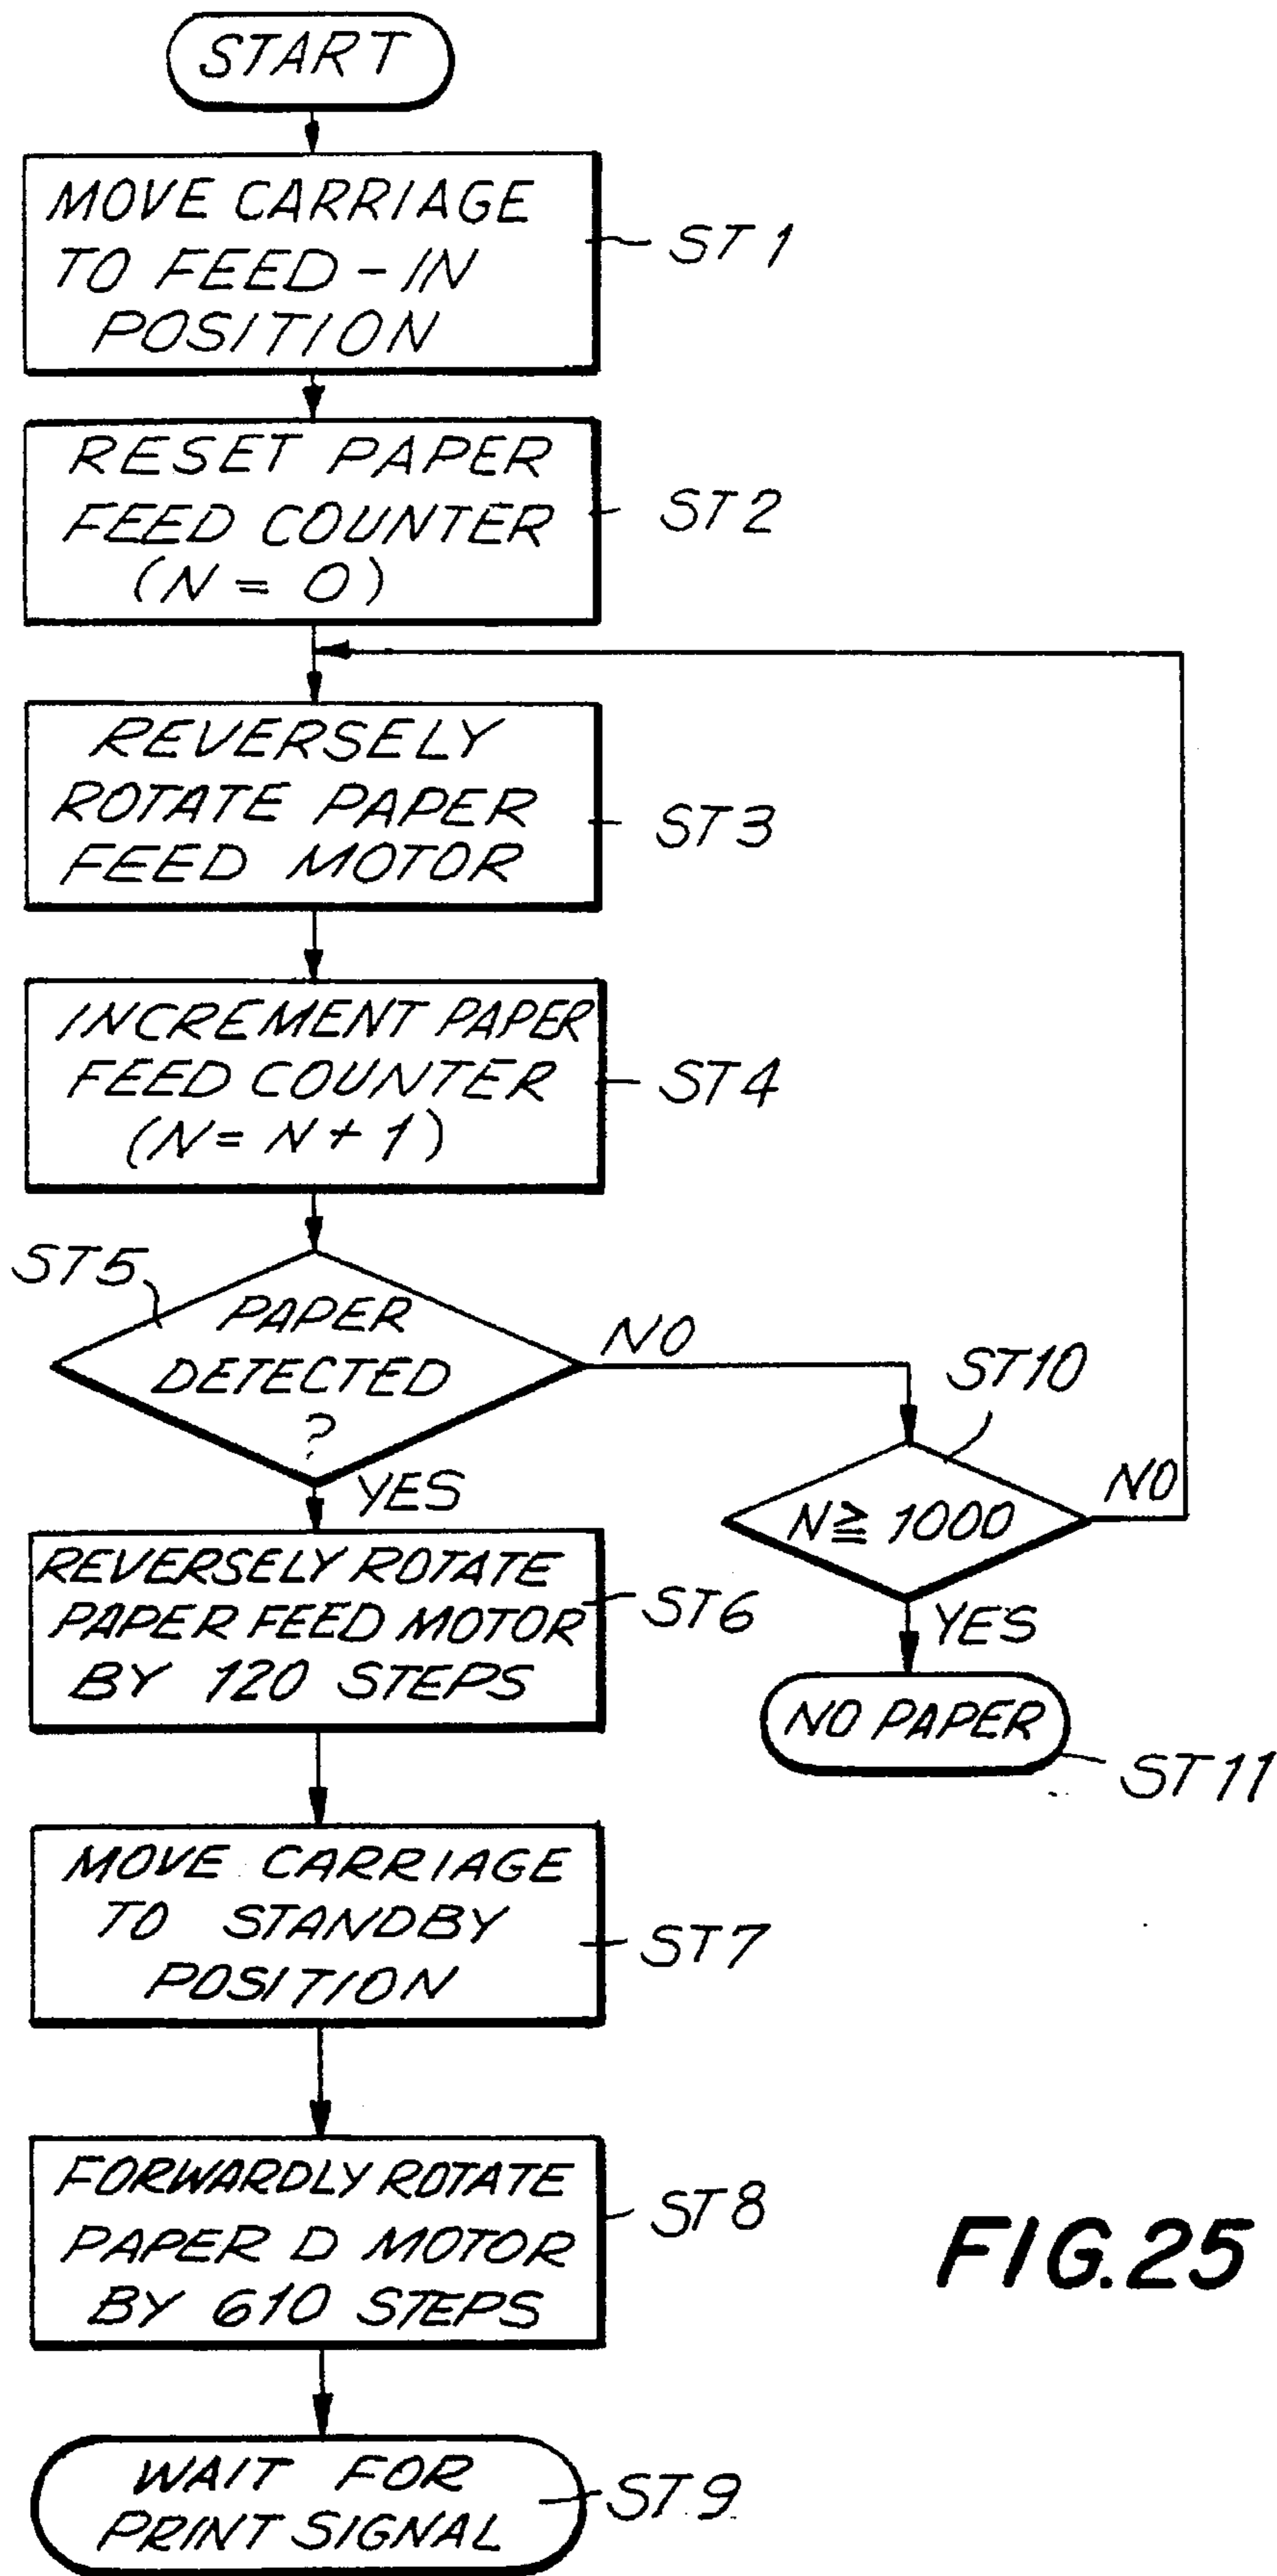 START
MOVE CARRIAGE
TO FEED-IN
POSITION
ST1
RESET PAPER
FEED COUNTER
(N = 0)
ST2
REVERSELY
ROTATE PAPER
FEED MOTOR
ST3
INCREMENT PAPER
FEED COUNTER
(N = N + 1)
ST4
ST5
PAPER
DETECTED
?
NO
YES
ST10
N ≧ 1000
NO
YES
NO PAPER
ST11
REVERSELY ROTATE
PAPER FEED MOTOR
BY 120 STEPS
ST6
MOVE CARRIAGE
TO STANDBY
POSITION
ST7
FORWARDLY ROTATE
PAPER D MOTOR
BY 610 STEPS
ST8
WAIT FOR
PRINT SIGNAL
ST9
FIG.25